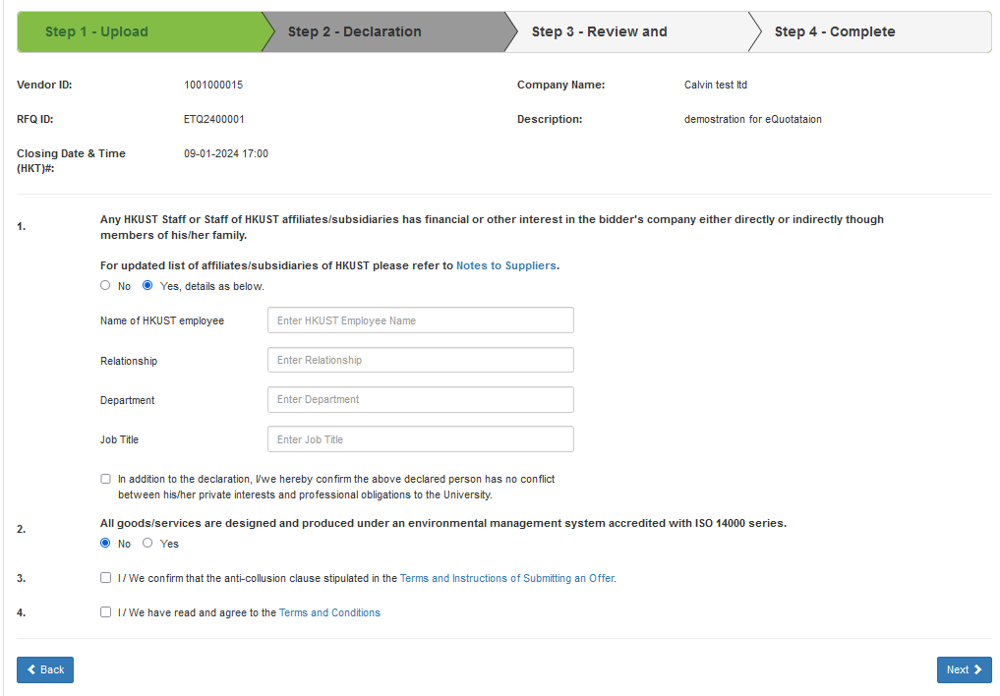 Step 1 - Upload
Step 2 - Declaration
Step 3 - Review and
Step 4 - Complete
Vendor ID:
1001000015
Company Name:
Calvin test ltd
RFQ ID:
ETQ2400001
Description:
demostration for eQuotataion
Closing Date & Time
(HKT)#:
09-01-2024 17:00
1.
Any HKUST Staff or Staff of HKUST affiliates/subsidiaries has financial or other interest in the bidder's company either directly or indirectly though
members of his/her family.
For updated list of affiliates/subsidiaries of HKUST please refer to Notes to Suppliers.
No Yes, details as below.
Name of HKUST employee
Enter HKUST Employee Name
Relationship
Enter Relationship
Department
Enter Department
Job Title
Enter Job Title
In addition to the declaration, I/we hereby confirm the above declared person has no conflict
between his/her private interests and professional obligations to the University.
2.
All goods/services are designed and produced under an environmental management system accredited with ISO 14000 series.
No Yes
3.
I / We confirm that the anti-collusion clause stipulated in the Terms and Instructions of Submitting an Offer.
4.
I / We have read and agree to the Terms and Conditions
Back
Next